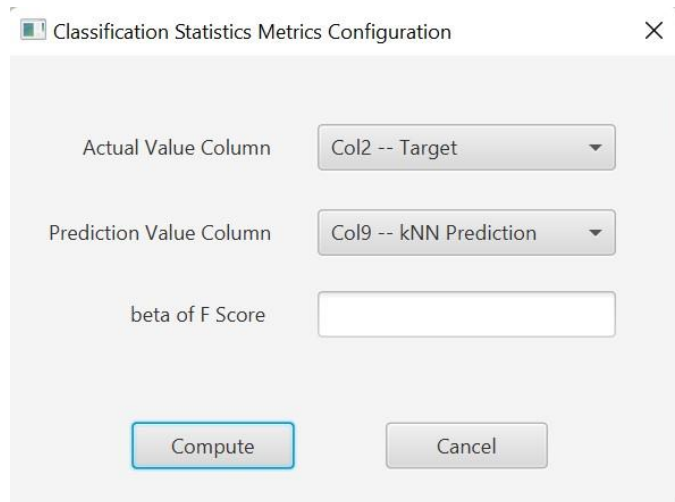 Classification Statistics Metrics Configuration
Actual Value Column
Col2 -- Target
Prediction Value Column
Col9 -- kNN Prediction
beta of F Score
Compute
Cancel